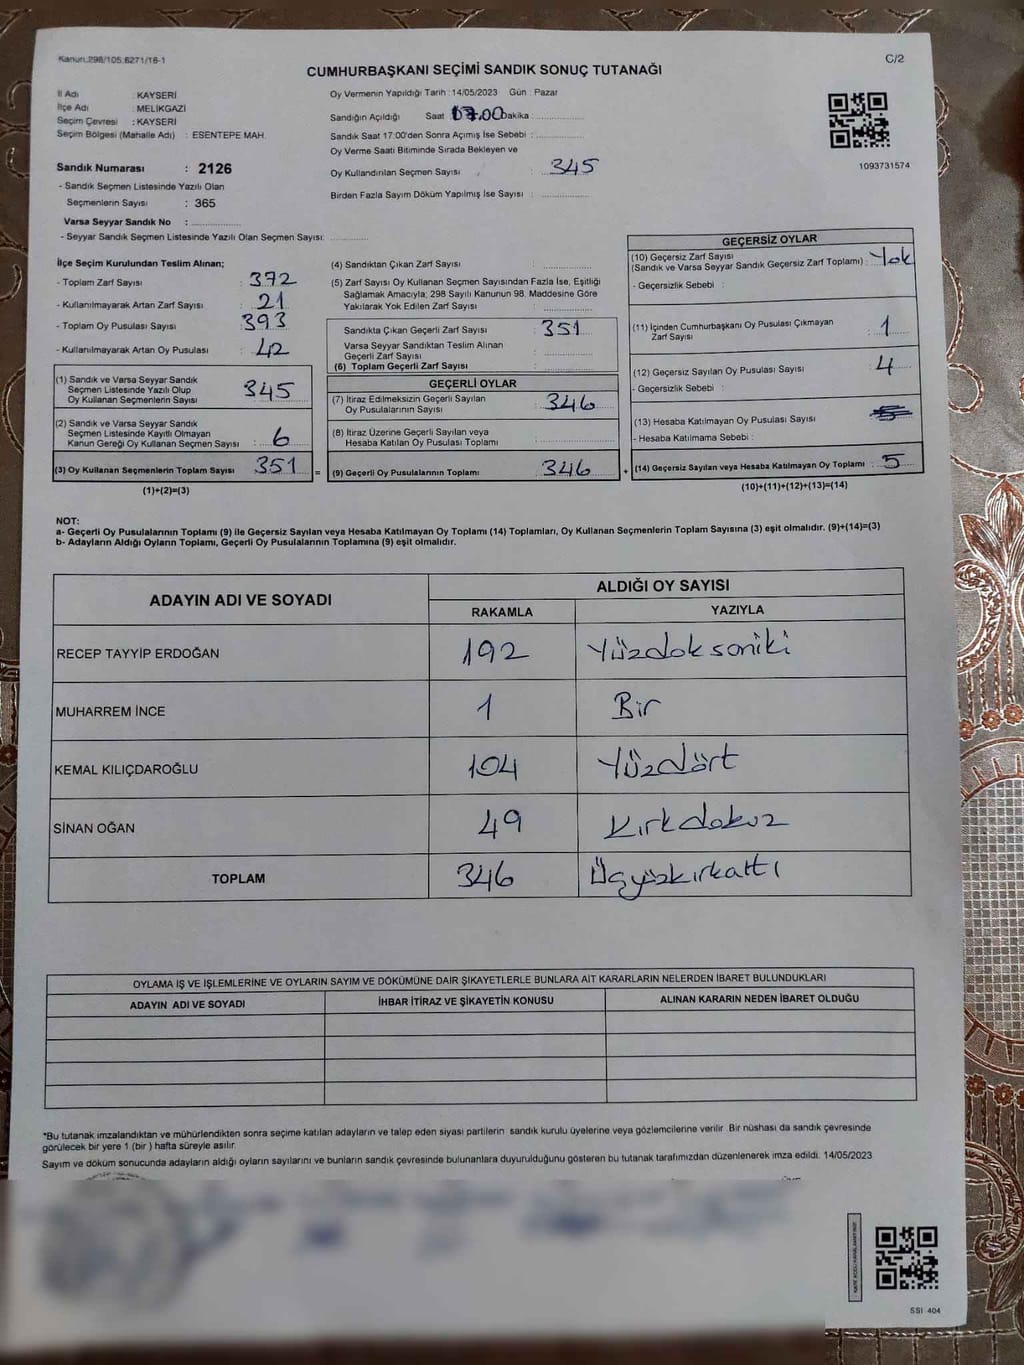 Kanun.298/105.6271/16-1
C/2
CUMHURBAŞKANI SEÇİMİ SANDIK SONUÇ TUTANAĞI
İl Adı : KAYSERİ
İlçe Adı : MELİKGAZİ
Seçim Çevresi : KAYSERİ
Seçim Bölgesi (Mahalle Adı) : ESENTEPE MAH.
Sandık Numarası : 2126
- Sandık Seçmen Listesinde Yazılı Olan
Seçmenlerin Sayısı : 365
Varsa Seyyar Sandık No :
- Seyyar Sandık Seçmen Listesinde Yazılı Olan Seçmen Sayısı:
Oy Vermenin Yapıldığı Tarih :14/05/2023 Gün : Pazar
Sandığın Açıldığı Saat 17.00 Dakika
Sandık Saat 17:00'den Sonra Açımış İse Sebebi :
Oy Verme Saati Bitiminde Sırada Bekleyen ve
Oy Kullandırılan Seçmen Sayısı : 345
Birden Fazla Sayım Döküm Yapılmış İse Sayısı :
1093731574
İlçe Seçim Kurulundan Teslim Alınan;
- Toplam Zarf Sayısı : 372
- Kullanılmayarak Artan Zarf Sayısı : 21
- Toplam Oy Pusulası Sayısı : 393
- Kullanılmayarak Artan Oy Pusulası : 42
(1) Sandık ve Varsa Seyyar Sandık
Seçmen Listesinde Yazılı Olup
Oy Kullanan Seçmenlerin Sayısı : 345
(2) Sandık ve Varsa Seyyar Sandık
Seçmen Listesinde Kayıtlı Olmayan
Kanun Gereği Oy Kullanan Seçmen Sayısı : 6
(3) Oy Kullanan Seçmenlerin Toplam Sayısı : 351 =
(1)+(2)=(3)
(4) Sandıktan Çıkan Zarf Sayısı :
(5) Zarf Sayısı Oy Kullanan Seçmen Sayısından Fazla İse, Eşitliği
Sağlamak Amacıyla; 298 Sayılı Kanunun 98. Maddesine Göre
Yakılarak Yok Edilen Zarf Sayısı :
Sandıkta Çıkan Geçerli Zarf Sayısı : 351
Varsa Seyyar Sandıktan Teslim Alınan
Geçerli Zarf Sayısı :
(6) Toplam Geçerli Zarf Sayısı :
GEÇERLİ OYLAR
(7) İtiraz Edilmeksizin Geçerli Sayılan
Oy Pusulalarının Sayısı : 346
(8) İtiraz Üzerine Geçerli Sayılan veya
Hesaba Katılan Oy Pusulası Toplamı :
(9) Geçerli Oy Pusulalarının Toplamı : 346 +
GEÇERSİZ OYLAR
(10) Geçersiz Zarf Sayısı
(Sandık ve Varsa Seyyar Sandık Geçersiz Zarf Toplamı) : Yok
- Geçersizlik Sebebi :
(11) İçinden Cumhurbaşkanı Oy Pusulası Çıkmayan
Zarf Sayısı : 1
(12) Geçersiz Sayılan Oy Pusulası Sayısı : 4
- Geçersizlik Sebebi :
(13) Hesaba Katılmayan Oy Pusulası Sayısı :
- Hesaba Katılmama Sebebi :
(14) Geçersiz Sayılan veya Hesaba Katılmayan Oy Toplamı : 5
(10)+(11)+(12)+(13)=(14)
NOT:
a- Geçerli Oy Pusulalarının Toplamı (9) ile Geçersiz Sayılan veya Hesaba Katılmayan Oy Toplamı (14) Toplamları, Oy Kullanan Seçmenlerin Toplam Sayısına (3) eşit olmalıdır. (9)+(14)=(3)
b- Adayların Aldığı Oyların Toplamı, Geçerli Oy Pusulalarının Toplamına (9) eşit olmalıdır.
ADAYIN ADI VE SOYADI ALDIĞI OY SAYISI
RAKAMLA YAZIYLA
RECEP TAYYİP ERDOĞAN 192 Yüzdoksaniki
MUHARREM İNCE 1 Bir
KEMAL KILIÇDAROĞLU 104 Yüzdört
SİNAN OĞAN 49 Kırkdokuz
TOPLAM 346 Üçyüzkırkaltı
OYLAMA İŞ VE İŞLEMLERİNE VE OYLARIN SAYIM VE DÖKÜMÜNE DAİR ŞİKAYETLERLE BUNLARA AİT KARARLARIN NELERDEN İBARET BULUNDUKLARI
ADAYIN ADI VE SOYADI İHBAR İTİRAZ VE ŞİKAYETİN KONUSU ALINAN KARARIN NEDEN İBARET OLDUĞU
*Bu tutanak imzalandıktan ve mühürlendikten sonra seçime katılan adayların ve talep eden siyasi partilerin sandık kurulu üyelerine veya gözlemcilerine verilir. Bir nüshası da sandık çevresinde
görülecek bir yere 1 (bir ) hafta süreyle asılır.
Sayım ve döküm sonucunda adayların aldığı oyların sayılarını ve bunların sandık çevresinde bulunanlara duyurulduğunu gösteren bu tutanak tarafımızdan düzenlenerek imza edildi. 14/05/2023
SSI 404